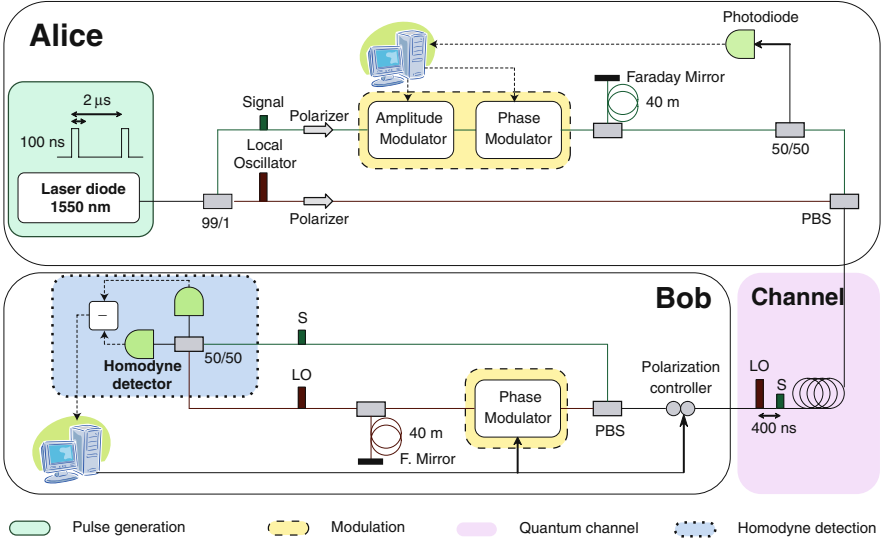 Alice
Photodiode
2 µs
100 ns
Laser diode
1550 nm
99/1
Signal
Local
Oscillator
Polarizer
Polarizer
Amplitude
Modulator
Phase
Modulator
Faraday Mirror
40 m
50/50
PBS
Bob
Channel
–
Homodyne
detector
50/50
S
LO
40 m
F. Mirror
Phase
Modulator
PBS
Polarization
controller
LO
S
400 ns
Pulse generation
Modulation
Quantum channel
Homodyne detection